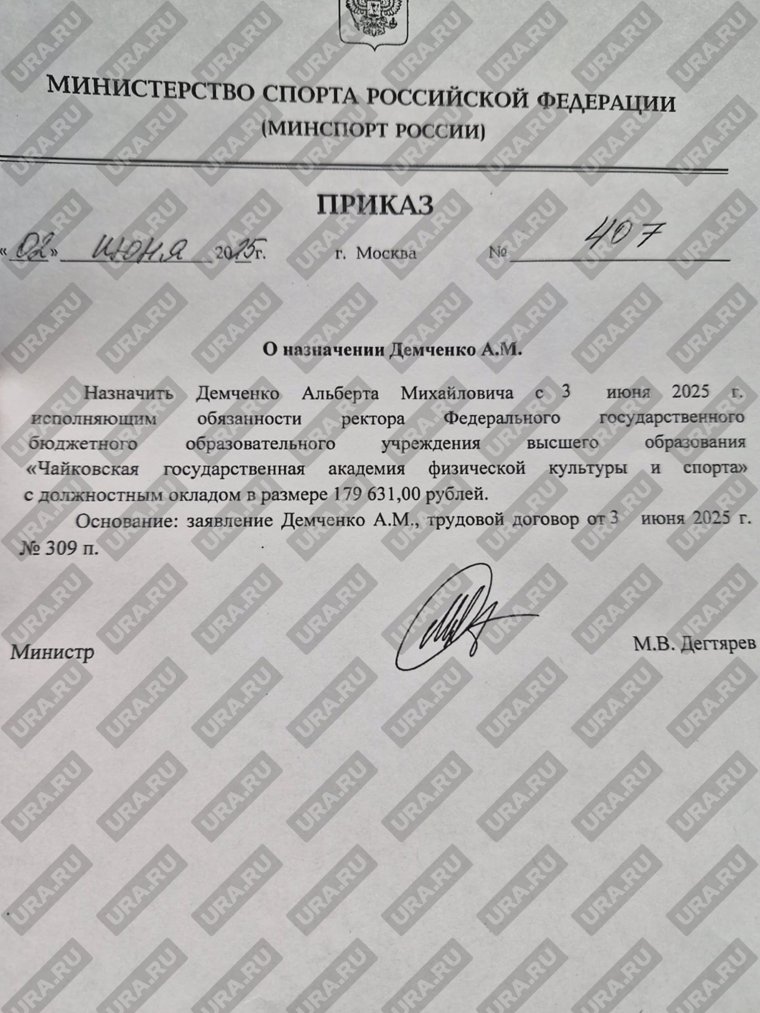 МИНИСТЕРСТВО СПОРТА РОССИЙСКОЙ ФЕДЕРАЦИИ
(МИНСПОРТ РОССИИ)
ПРИКАЗ
«02» июня 2025г. г. Москва № 407
О назначении Демченко А.М.
Назначить Демченко Альберта Михайловича с 3 июня 2025 г.
исполняющим обязанности ректора Федерального государственного
бюджетного образовательного учреждения высшего образования
«Чайковская государственная академия физической культуры и спорта»
с должностным окладом в размере 179 631,00 рублей.
Основание: заявление Демченко А.М., трудовой договор от 3 июня 2025 г.
№ 309 п.
Министр М.В. Дегтярев
URA.RU